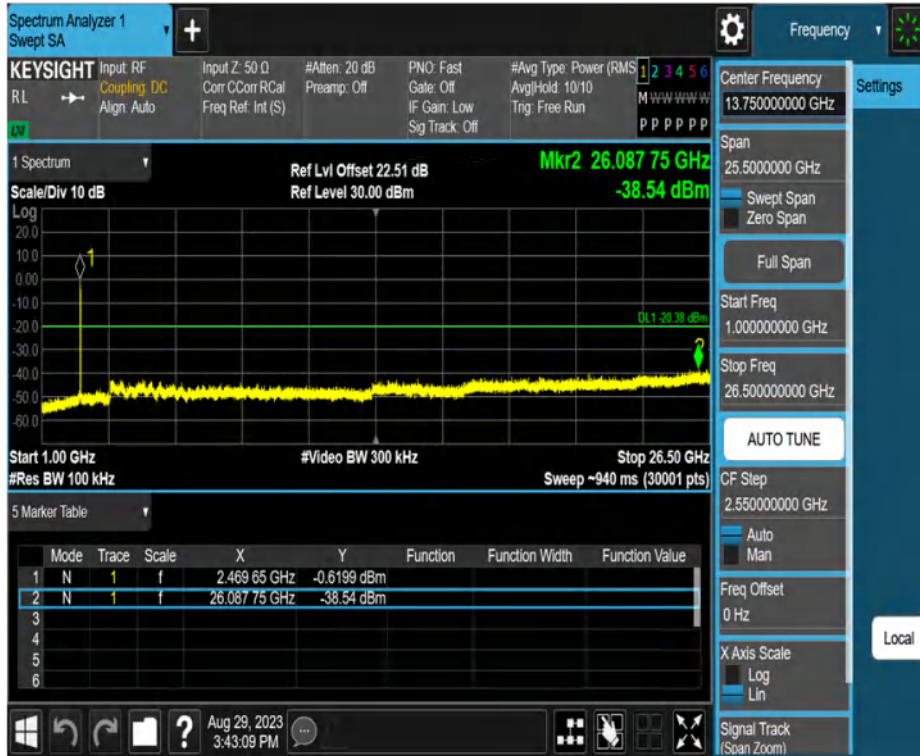 Spectrum Analyzer 1
Swept SA
+
Frequency
KEYSIGHT
RL
LXI
Input: RF
Coupling: DC
Align: Auto
Input Z: 50 Ω
Corr CCorr RCal
Freq Ref: Int (S)
#Atten: 20 dB
Preamp: Off
PNO: Fast
Gate: Off
IF Gain: Low
Sig Track: Off
#Avg Type: Power (RMS
Avg|Hold: 10/10
Trig: Free Run
1 2 3 4 5 6
M W W W W W
P P P P P P
Center Frequency
13.750000000 GHz
Settings
Span
25.5000000 GHz
Swept Span
Zero Span
Full Span
Start Freq
1.000000000 GHz
Stop Freq
26.500000000 GHz
AUTO TUNE
CF Step
2.550000000 GHz
Auto
Man
Freq Offset
0 Hz
X Axis Scale
Log
Lin
Signal Track
(Span Zoom)
Local
1 Spectrum
Scale/Div 10 dB
Ref Lvl Offset 22.51 dB
Ref Level 30.00 dBm
Mkr2 26.087 75 GHz
-38.54 dBm
Log
20.0
10.0
0.00
-10.0
-20.0
-30.0
-40.0
-50.0
-60.0
1
DL1 -20.38 dBm
2
Start 1.00 GHz
#Video BW 300 kHz
Stop 26.50 GHz
#Res BW 100 kHz
Sweep ~940 ms (30001 pts)
5 Marker Table
Mode Trace Scale X Y Function Function Width Function Value
1 N 1 f 2.469 65 GHz -0.6199 dBm
2 N 1 f 26.087 75 GHz -38.54 dBm
3
4
5
6
?
Aug 29, 2023
3:43:09 PM